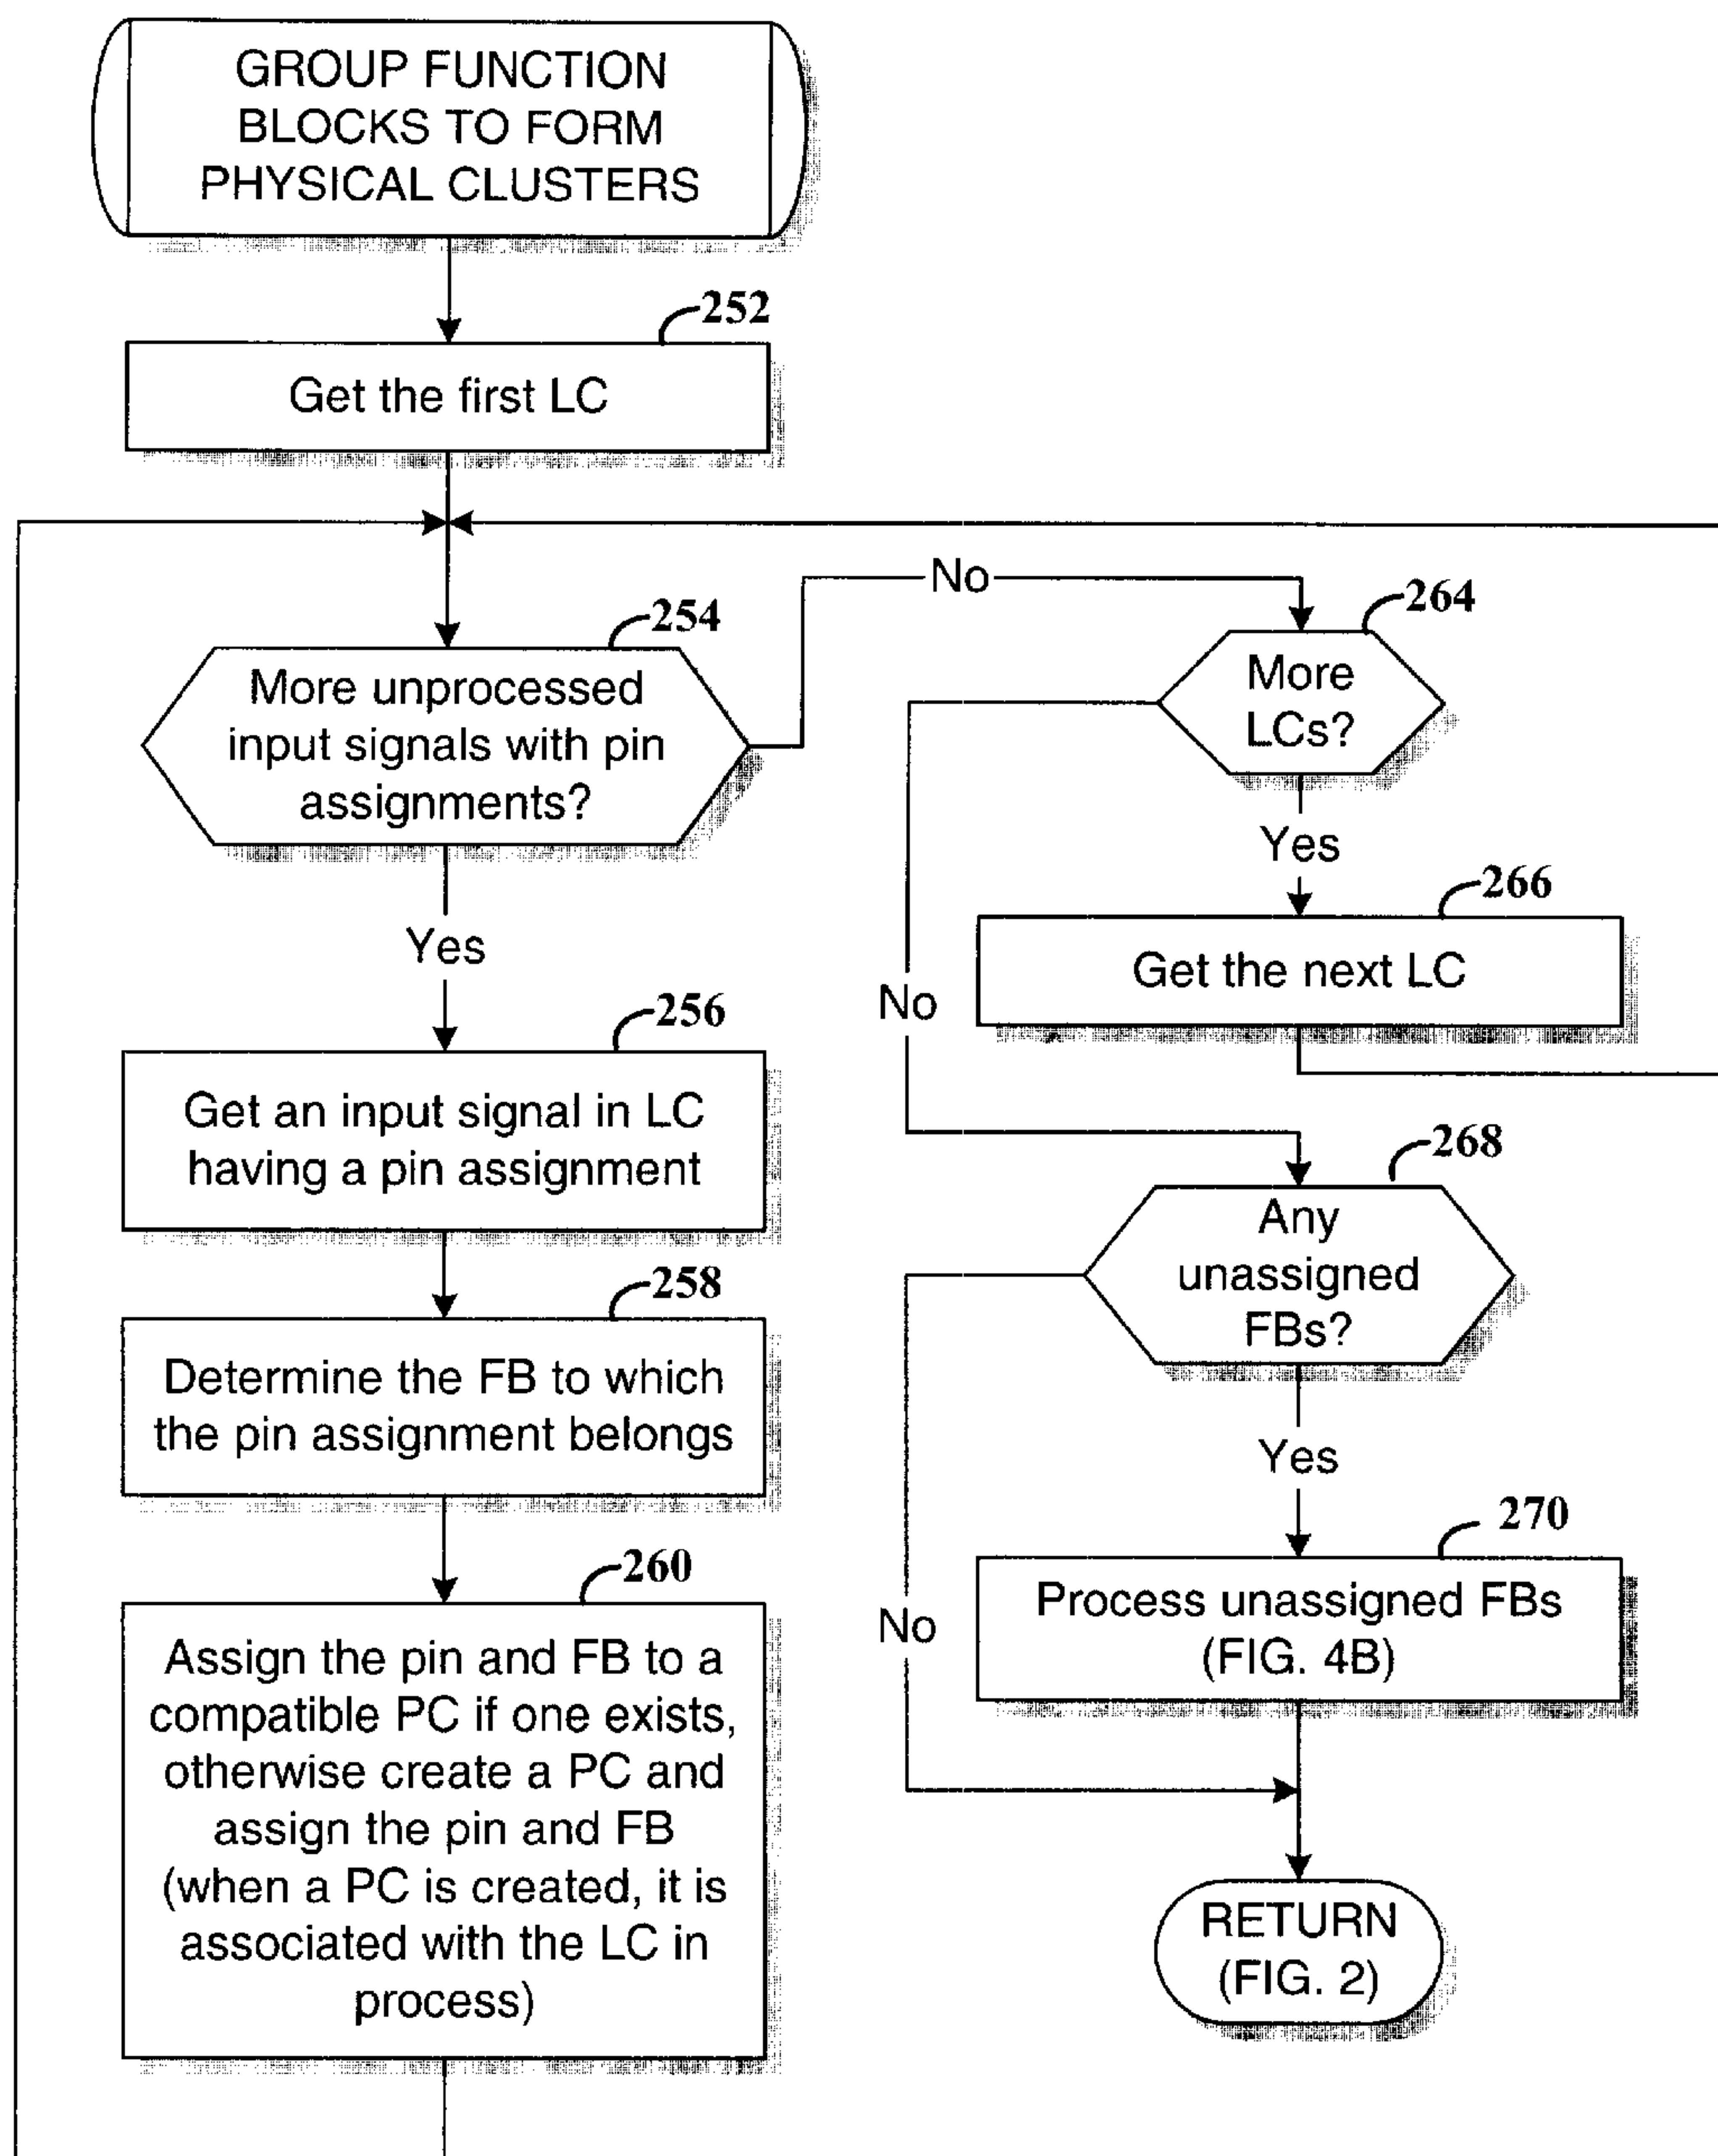 GROUP FUNCTION
BLOCKS TO FORM
PHYSICAL CLUSTERS
252
Get the first LC
254
More unprocessed
input signals with pin
assignments?
Yes
256
Get an input signal in LC
having a pin assignment
258
Determine the FB to which
the pin assignment belongs
260
Assign the pin and FB to a
compatible PC if one exists,
otherwise create a PC and
assign the pin and FB
(when a PC is created, it is
associated with the LC in
process)
No
264
More
LCs?
Yes
266
Get the next LC
No
268
Any
unassigned
FBs?
Yes
270
Process unassigned FBs
(FIG. 4B)
No
RETURN
(FIG. 2)